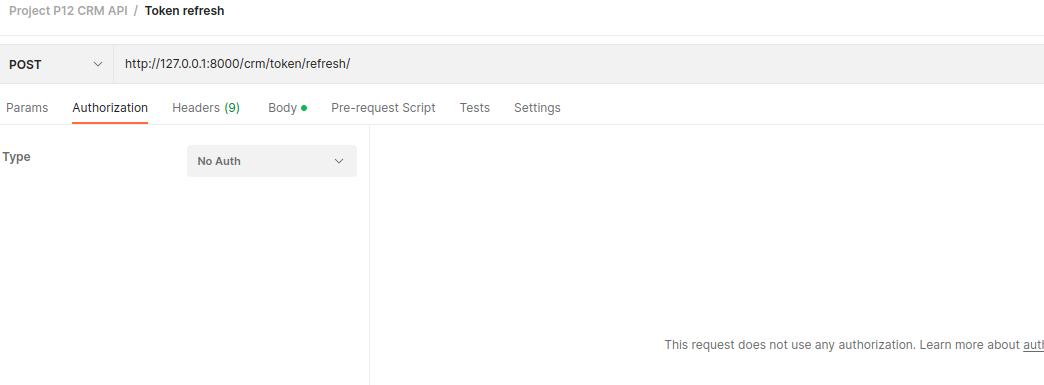 Project P12 CRM API / Token refresh
POST http://127.0.0.1:8000/crm/token/refresh/
Params Authorization Headers (9) Body Pre-request Script Tests Settings
Type No Auth
This request does not use any authorization. Learn more about